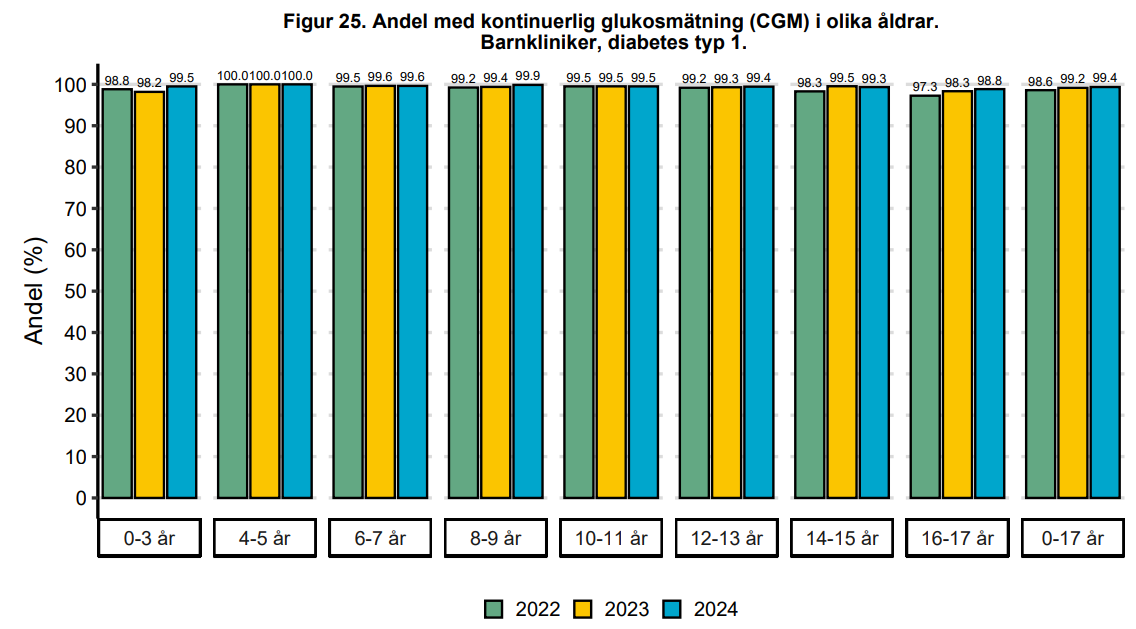 Figur 25. Andel med kontinuerlig glukosmätning (CGM) i olika åldrar.
Barnkliniker, diabetes typ 1.
Andel (%)
100
90
80
70
60
50
40
30
20
10
0
98.8 98.2 99.5
100.0 100.0 100.0
99.5 99.6 99.6
99.2 99.4 99.9
99.5 99.5 99.5
99.2 99.3 99.4
98.3 99.5 99.3
97.3 98.3 98.8
98.6 99.2 99.4
0-3 år
4-5 år
6-7 år
8-9 år
10-11 år
12-13 år
14-15 år
16-17 år
0-17 år
2022 2023 2024